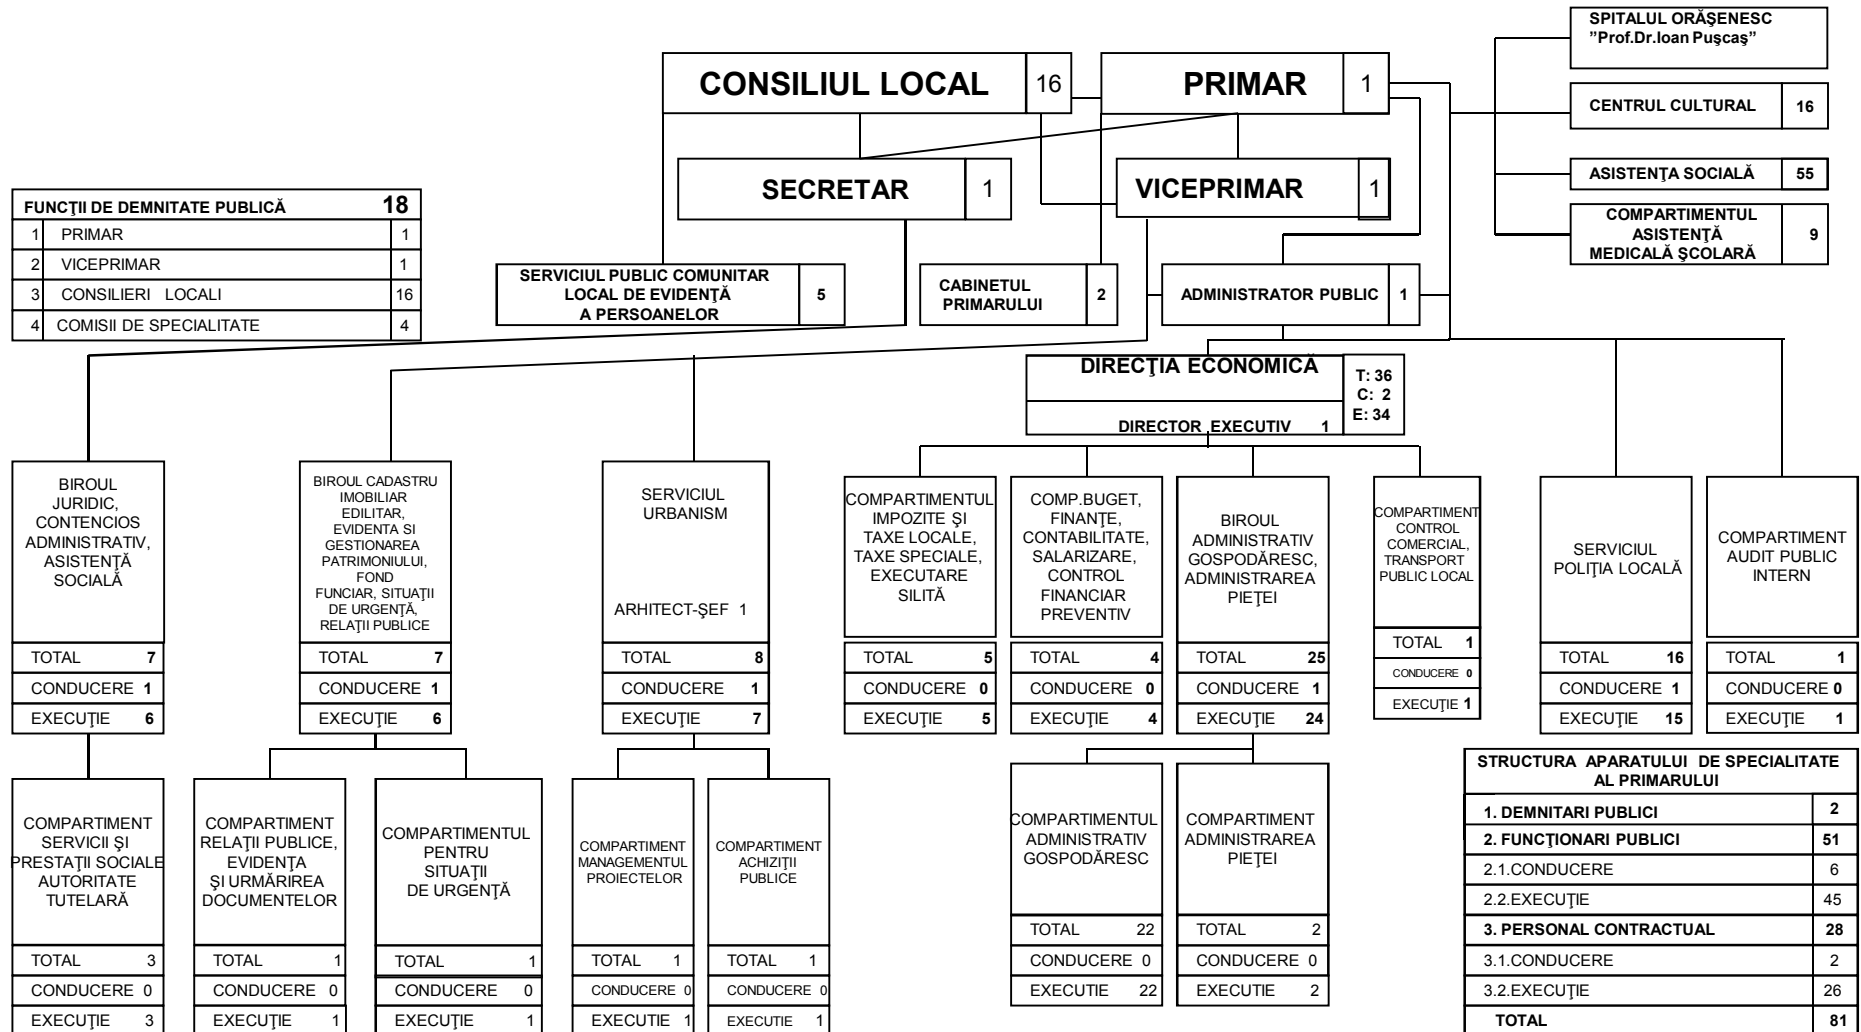 SPITALUL ORĂŞENESC
”Prof.Dr.Ioan Puşcaş”
CONSILIUL LOCAL 16
PRIMAR 1
CENTRUL CULTURAL 16
SECRETAR 1
VICEPRIMAR 1
ASISTENŢA SOCIALĂ 55
COMPARTIMENTUL
ASISTENŢĂ
MEDICALĂ ŞCOLARĂ
9
FUNCŢII DE DEMNITATE PUBLICĂ 18
1 PRIMAR 1
2 VICEPRIMAR 1
3 CONSILIERI LOCALI 16
4 COMISII DE SPECIALITATE 4
SERVICIUL PUBLIC COMUNITAR
LOCAL DE EVIDENŢĂ
A PERSOANELOR
5
CABINETUL
PRIMARULUI
2
ADMINISTRATOR PUBLIC 1
DIRECŢIA ECONOMICĂ
DIRECTOR EXECUTIV 1
T: 36
C: 2
E: 34
BIROUL
JURIDIC,
CONTENCIOS
ADMINISTRATIV,
ASISTENŢĂ
SOCIALĂ
TOTAL 7
CONDUCERE 1
EXECUŢIE 6
BIROUL CADASTRU
IMOBILIAR
EDILITAR,
EVIDENTA SI
GESTIONAREA
PATRIMONIULUI,
FOND
FUNCIAR, SITUAŢII
DE URGENŢĂ,
RELAŢII PUBLICE
TOTAL 7
CONDUCERE 1
EXECUŢIE 6
SERVICIUL
URBANISM
ARHITECT-ŞEF 1
TOTAL 8
CONDUCERE 1
EXECUŢIE 7
COMPARTIMENTUL
IMPOZITE ŞI
TAXE LOCALE,
TAXE SPECIALE,
EXECUTARE
SILITĂ
TOTAL 5
CONDUCERE 0
EXECUŢIE 5
COMP.BUGET,
FINANŢE,
CONTABILITATE,
SALARIZARE,
CONTROL
FINANCIAR
PREVENTIV
TOTAL 4
CONDUCERE 0
EXECUŢIE 4
BIROUL
ADMINISTRATIV
GOSPODĂRESC,
ADMINISTRAREA
PIEŢEI
TOTAL 25
CONDUCERE 1
EXECUŢIE 24
COMPARTIMENT
CONTROL
COMERCIAL,
TRANSPORT
PUBLIC LOCAL
TOTAL 1
CONDUCERE 0
EXECUŢIE 1
SERVICIUL
POLIŢIA LOCALĂ
TOTAL 16
CONDUCERE 1
EXECUŢIE 15
COMPARTIMENT
AUDIT PUBLIC
INTERN
TOTAL 1
CONDUCERE 0
EXECUŢIE 1
COMPARTIMENT
SERVICII ŞI
PRESTAŢII SOCIALE
AUTORITATE
TUTELARĂ
TOTAL 3
CONDUCERE 0
EXECUŢIE 3
COMPARTIMENT
RELAŢII PUBLICE,
EVIDENŢA
ŞI URMĂRIREA
DOCUMENTELOR
TOTAL 1
CONDUCERE 0
EXECUŢIE 1
COMPARTIMENTUL
PENTRU
SITUAŢII
DE URGENŢĂ
TOTAL 1
CONDUCERE 0
EXECUŢIE 1
COMPARTIMENT
MANAGEMENTUL
PROIECTELOR
TOTAL 1
CONDUCERE 0
EXECUTIE 1
COMPARTIMENT
ACHIZIŢII
PUBLICE
TOTAL 1
CONDUCERE 0
EXECUTIE 1
COMPARTIMENTUL
ADMINISTRATIV
GOSPODĂRESC
TOTAL 22
CONDUCERE 0
EXECUTIE 22
COMPARTIMENT
ADMINISTRAREA
PIEŢEI
TOTAL 2
CONDUCERE 0
EXECUTIE 2
STRUCTURA APARATULUI DE SPECIALITATE
AL PRIMARULUI
1. DEMNITARI PUBLICI 2
2. FUNCŢIONARI PUBLICI 51
2.1.CONDUCERE 6
2.2.EXECUŢIE 45
3. PERSONAL CONTRACTUAL 28
3.1.CONDUCERE 2
3.2.EXECUŢIE 26
TOTAL 81